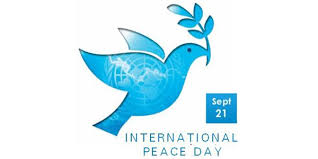 Sept
21
INTERNATIONAL
PEACE DAY